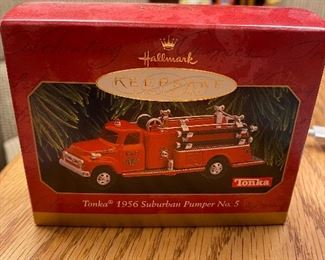 Hallmark
KEEPSAKE
Tonka
Tonka® 1956 Suburban Pumper No. 5